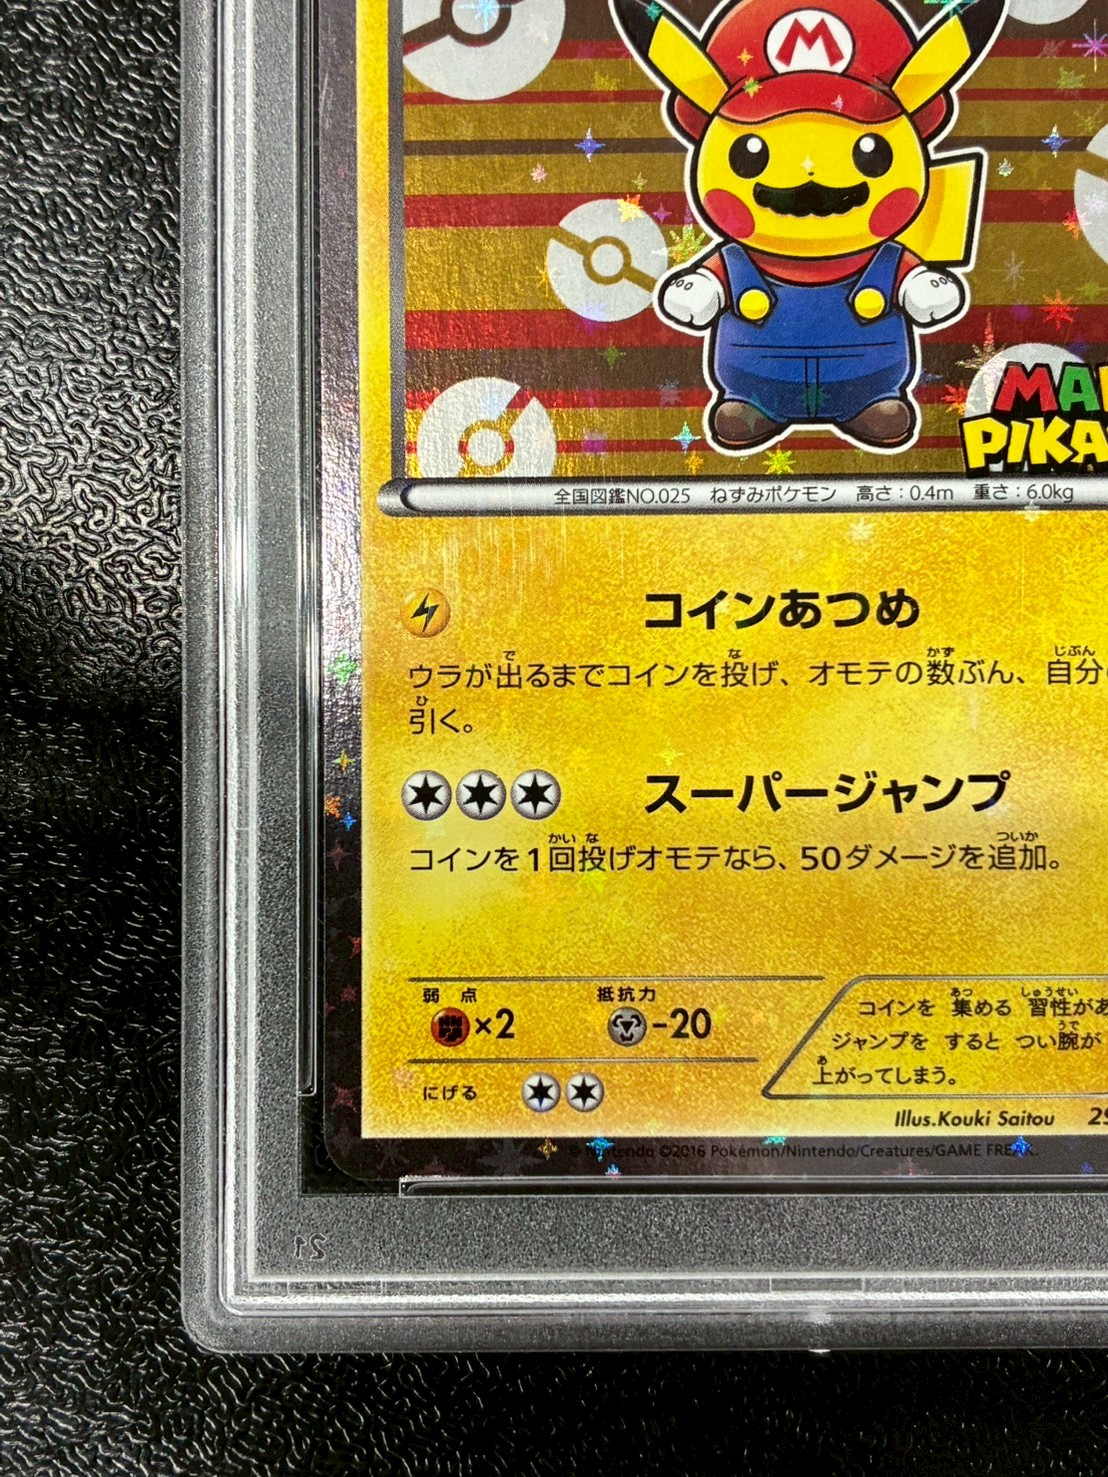 M
MA
PIKA
全国図鑑NO.025 ねずみポケモン 高さ:0.4m 重さ:6.0kg
コインあつめ
ウラが出るまでコインを投げ、オモテの数ぶん、自分
引く。
スーパージャンプ
コインを1回投げオモテなら、50ダメージを追加。
弱点 抵抗力
×2 -20
にげる
コインを 集める 習性があ
ジャンプを すると つい腕が
上がってしまう。
Illus.Kouki Saitou 29
© Nintendo ©2016 Pokémon/Nintendo/Creatures/GAME FREAK.
21